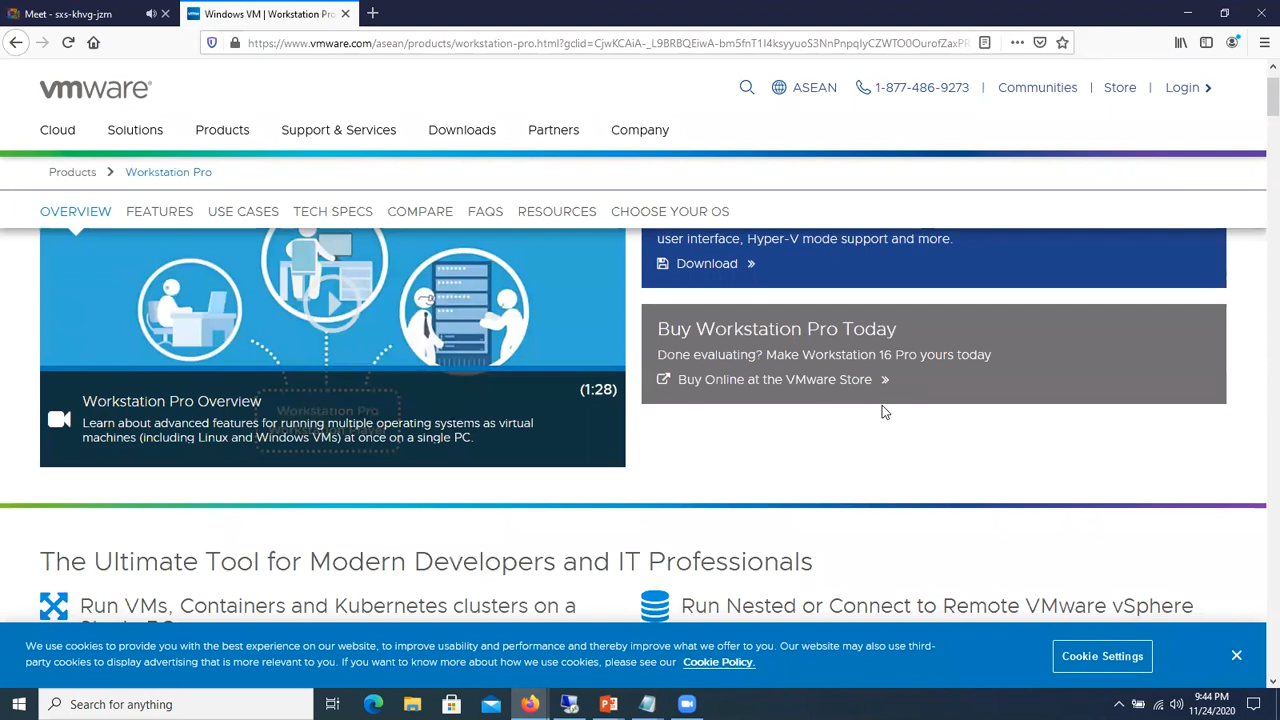 Meet - sxs-khvg-jzm
Windows VM | Workstation Pro
https://www.vmware.com/asean/products/workstation-pro.html?gclid=CjwKCAiA-_L9BRBQEiwA-bm5fnT1I4ksyyuoS3NnPnpqIyCZWTO0OurofZaxPR
vmware
ASEAN
1-877-486-9273
Communities
Store
Login
Cloud
Solutions
Products
Support & Services
Downloads
Partners
Company
Products
Workstation Pro
OVERVIEW
FEATURES
USE CASES
TECH SPECS
COMPARE
FAQS
RESOURCES
CHOOSE YOUR OS
user interface, Hyper-V mode support and more.
Download »
Buy Workstation Pro Today
Done evaluating? Make Workstation 16 Pro yours today
Buy Online at the VMware Store »
(1:28)
Workstation Pro Overview
Learn about advanced features for running multiple operating systems as virtual
machines (including Linux and Windows VMs) at once on a single PC.
Workstation Pro
The Ultimate Tool for Modern Developers and IT Professionals
Run VMs, Containers and Kubernetes clusters on a
Run Nested or Connect to Remote VMware vSphere
We use cookies to provide you with the best experience on our website, to improve usability and performance and thereby improve what we offer to you. Our website may also use third-
party cookies to display advertising that is more relevant to you. If you want to know more about how we use cookies, please see our Cookie Policy.
Cookie Settings
Search for anything
9:44 PM
11/24/2020